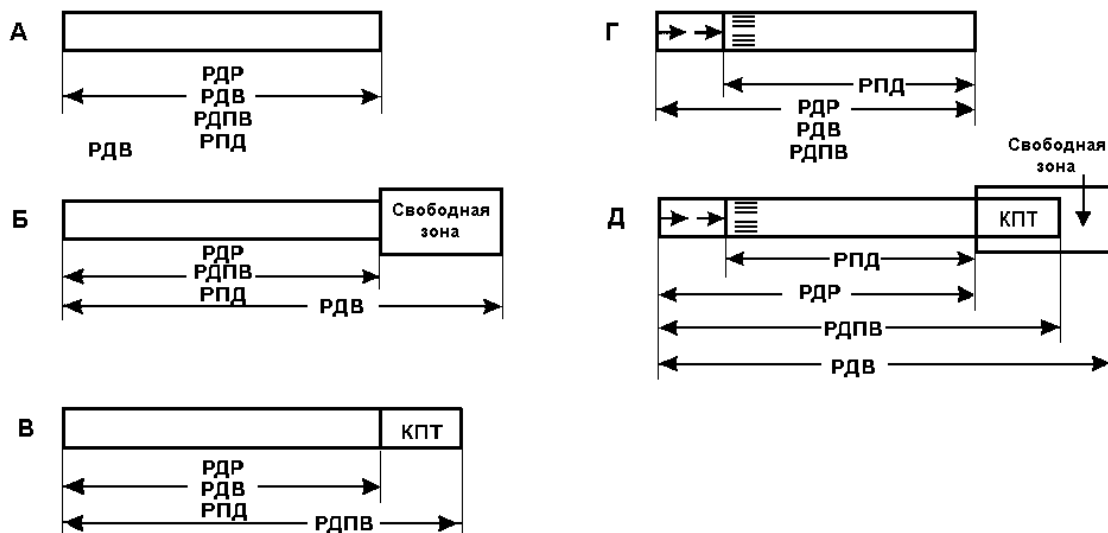 А
РДР
РДВ
РДПВ
РПД
РДВ
Б
Свободная
зона
РДР
РДПВ
РПД
РДВ
В
КПТ
РДР
РДВ
РПД
РДПВ
Г
РПД
РДР
РДВ
РДПВ
Свободная
зона
Д
КПТ
РПД
РДР
РДПВ
РДВ